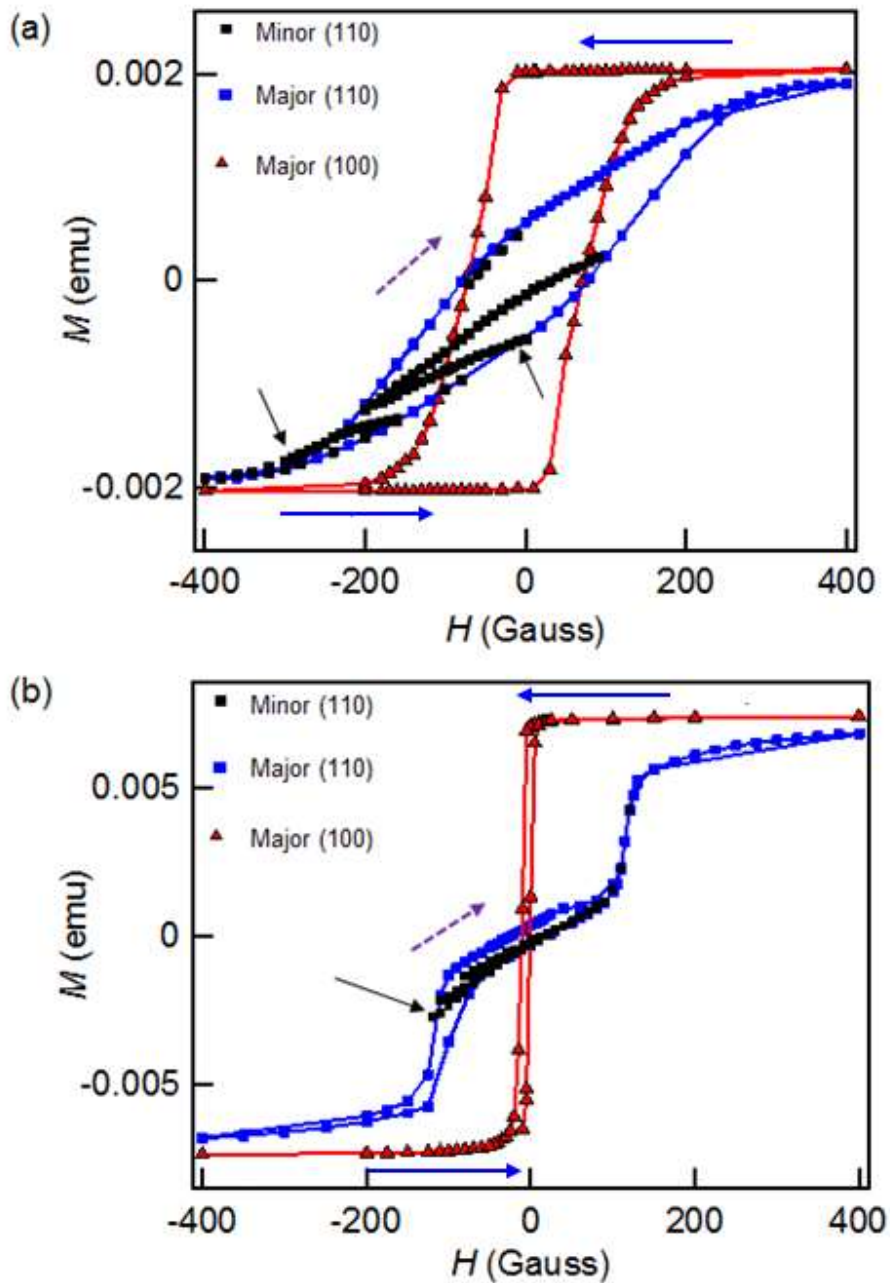 (a)
Minor (110)
Major (110)
Major (100)
0.002
0
-0.002
M (emu)
-400 -200 0 200 400
H (Gauss)
(b)
Minor (110)
Major (110)
Major (100)
0.005
0
-0.005
M (emu)
-400 -200 0 200 400
H (Gauss)